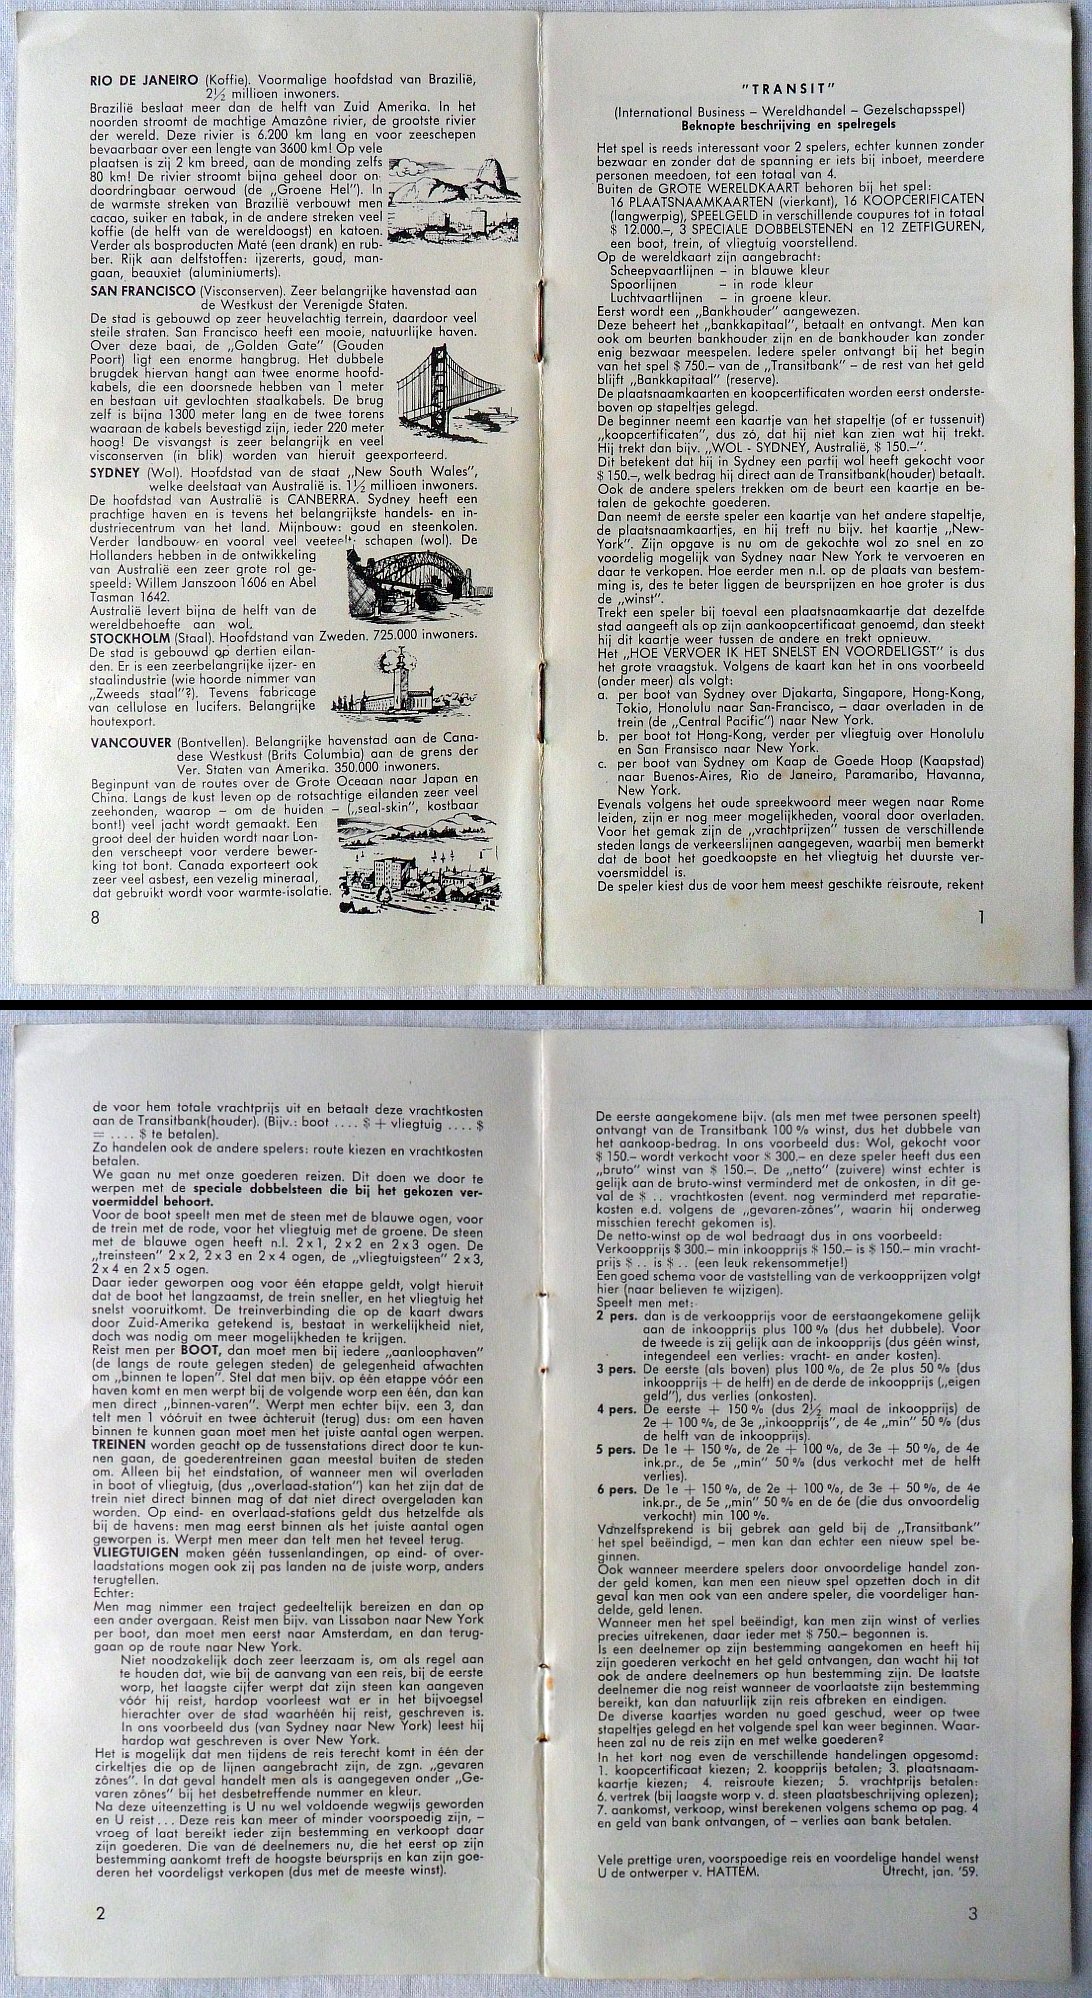 RIO DE JANEIRO (Koffie). Voormalige hoofdstad van Brazilië,
2½ millioen inwoners.
Brazilië beslaat meer dan de helft van Zuid Amerika. In het
noorden stroomt de machtige Amazône rivier, de grootste rivier
der wereld. Deze rivier is 6.200 km lang en voor zeeschepen
bevaarbaar over een lengte van 3600 km! Op vele
plaatsen is zij 2 km breed, aan de monding zelfs
80 km! De rivier stroomt bijna geheel door on-
doordringbaar oerwoud (de „Groene Hel”). In
de warmste streken van Brazilië verbouwt men
cacao, suiker en tabak, in de andere streken veel
koffie (de helft van de wereldoogst) en katoen.
Verder als bosproducten Maté (een drank) en rub-
ber. Rijk aan delfstoffen: ijzererts, goud, man-
gaan, beauxiet (aluminiumerts).
SAN FRANCISCO (Visconserven). Zeer belangrijke havenstad aan
de Westkust der Verenigde Staten.
De stad is gebouwd op zeer heuvelachtig terrein, daardoor veel
steile straten. San Francisco heeft een mooie, natuurlijke haven.
Over deze baai, de „Golden Gate” (Gouden
Poort) ligt een enorme hangbrug. Het dubbele
brugdek hiervan hangt aan twee enorme hoofd-
kabels, die een doorsnede hebben van 1 meter
en bestaan uit gevlochten staalkabels. De brug
zelf is bijna 1300 meter lang en de twee torens
waaraan de kabels bevestigd zijn, ieder 220 meter
hoog! De visvangst is zeer belangrijk en veel
visconserven (in blik) worden van hieruit geexporteerd.
SYDNEY (Wol). Hoofdstad van de staat „New South Wales”,
welke deelstaat van Australië is. 1½ millioen inwoners.
De hoofdstad van Australië is CANBERRA. Sydney heeft een
prachtige haven en is tevens het belangrijkste handels- en in-
dustriecentrum van het land. Mijnbouw: goud en steenkolen.
Verder landbouw- en vooral veel veeteelt, schapen (wol). De
Hollanders hebben in de ontwikkeling
van Australië een zeer grote rol ge-
speeld: Willem Janszoon 1606 en Abel
Tasman 1642.
Australië levert bijna de helft van de
wereldbehoefte aan wol.
STOCKHOLM (Staal). Hoofdstand van Zweden. 725.000 inwoners.
De stad is gebouwd op dertien eilan-
den. Er is een zeerbelangrijke ijzer- en
staalindustrie (wie hoorde nimmer van
„Zweeds staal”?). Tevens fabricage
van cellulose en lucifers. Belangrijke
houtexport.
VANCOUVER (Bontvellen). Belangrijke havenstad aan de Cana-
dese Westkust (Brits Columbia) aan de grens der
Ver. Staten van Amerika. 350.000 inwoners.
Beginpunt van de routes over de Grote Oceaan naar Japan en
China. Langs de kust leven op de rotsachtige eilanden zeer veel
zeehonden, waarop – om de huiden – („seal-skin”, kostbaar
bont!) veel jacht wordt gemaakt. Een
groot deel der huiden wordt naar Lon-
den verscheept voor verdere bewer-
king tot bont. Canada exporteert ook
zeer veel asbest, een vezelig mineraal,
dat gebruikt wordt voor warmte-isolatie.
8
”TRANSIT”
(International Business – Wereldhandel – Gezelschapsspel)
Beknopte beschrijving en spelregels
Het spel is reeds interessant voor 2 spelers, echter kunnen zonder
bezwaar en zonder dat de spanning er iets bij inboet, meerdere
personen meedoen, tot een totaal van 4.
Buiten de GROTE WERELDKAART behoren bij het spel:
16 PLAATSNAAMKAARTEN (vierkant), 16 KOOPCERIFICATEN
(langwerpig), SPEELGELD in verschillende coupures tot in totaal
$ 12.000.–, 3 SPECIALE DOBBELSTENEN en 12 ZETFIGUREN,
een boot, trein, of vliegtuig voorstellend.
Op de wereldkaart zijn aangebracht:
Scheepvaartlijnen – in blauwe kleur
Spoorlijnen – in rode kleur
Luchtvaartlijnen – in groene kleur.
Eerst wordt een „Bankhouder” aangewezen.
Deze beheert het „bankkapitaal”, betaalt en ontvangt. Men kan
ook om beurten bankhouder zijn en de bankhouder kan zonder
enig bezwaar meespelen. Iedere speler ontvangt bij het begin
van het spel $ 750.– van de „Transitbank” – de rest van het geld
blijft „Bankkapitaal” (reserve).
De plaatsnaamkaarten en koopcertificaten worden eerst ondersте-
boven op stapeltjes gelegd.
De beginner neemt een kaartje van het stapeltje (of er tussenuit)
„koopcertificaten”, dus zó, dat hij niet kan zien wat hij trekt.
Hij trekt dan bijv. „WOL - SYDNEY, Australië, $ 150.–”.
Dit betekent dat hij in Sydney een partij wol heeft gekocht voor
$ 150.–, welk bedrag hij direct aan de Transitbank(houder) betaalt.
Ook de andere spelers trekken om de beurt een kaartje en be-
talen de gekochte goederen.
Dan neemt de eerste speler een kaartje van het andere stapeltje,
de plaatsnaamkaartjes, en hij treft nu bijv. het kaartje „New-
York”. Zijn opgave is nu om de gekochte wol zo snel en zo
voordelig mogelijk van Sydney naar New York te vervoeren en
daar te verkopen. Hoe eerder men n.l. op de plaats van bestem-
ming is, des te beter liggen de beursprijzen en hoe groter is dus
de „winst”.
Trekt een speler bij toeval een plaatsnaamkaartje dat dezelfde
stad aangeeft als op zijn aankoopcertificaat genoemd, dan steekt
hij dit kaartje weer tussen de andere en trekt opnieuw.
Het „HOE VERVOER IK HET SNELST EN VOORDELIGST” is dus
het grote vraagstuk. Volgens de kaart kan het in ons voorbeeld
(onder meer) als volgt:
a. per boot van Sydney over Djakarta, Singapore, Hong-Kong,
Tokio, Honolulu naar San-Francisco, – daar overladen in de
trein (de „Central Pacific”) naar New York.
b. per boot tot Hong-Kong, verder per vliegtuig over Honolulu
en San Fransisco naar New York.
c. per boot van Sydney om Kaap de Goede Hoop (Kaapstad)
naar Buenos-Aires, Rio de Janeiro, Paramaribo, Havanna,
New York.
Evenals volgens het oude spreekwoord meer wegen naar Rome
leiden, zijn er nog meer mogelijkheden, vooral door overladen.
Voor het gemak zijn de „vrachtprijzen” tussen de verschillende
steden langs de verkeerslijnen aangegeven, waarbij men bemerkt
dat de boot het goedkoopste en het vliegtuig het duurste ver-
voersmiddel is.
De speler kiest dus de voor hem meest geschikte reisroute, rekent
1
de voor hem totale vrachtprijs uit en betaalt deze vrachtkosten
aan de Transitbank(houder). (Bijv.: boot .... $ + vliegtuig .... $
= .... $ te betalen).
Zo handelen ook de andere spelers: route kiezen en vrachtkosten
betalen.
We gaan nu met onze goederen reizen. Dit doen we door te
werpen met de speciale dobbelsteen die bij het gekozen ver-
voermiddel behoort.
Voor de boot speelt men met de steen met de blauwe ogen, voor
de trein met de rode, voor het vliegtuig met de groene. De steen
met de blauwe ogen heeft n.l. 2 x 1, 2 x 2 en 2 x 3 ogen. De
„treinsteen” 2 x 2, 2 x 3 en 2 x 4 ogen, de „vliegtuigsteen” 2 x 3,
2 x 4 en 2 x 5 ogen.
Daar ieder geworpen oog voor één etappe geldt, volgt hieruit
dat de boot het langzaamst, de trein sneller, en het vliegtuig het
snelst vooruitkomt. De treinverbinding die op de kaart dwars
door Zuid-Amerika getekend is, bestaat in werkelijkheid niet,
doch was nodig om meer mogelijkheden te krijgen.
Reist men per BOOT, dan moet men bij iedere „aanloophaven”
(de langs de route gelegen steden) de gelegenheid afwachten
om „binnen te lopen”. Stel dat men bijv. op één etappe vóór een
haven komt en men werpt bij de volgende worp een één, dan kan
men direct „binnen-varen”. Werpt men echter bijv. een 3, dan
telt men 1 vóóruit en twee àchteruit (terug) dus: om een haven
binnen te kunnen gaan moet men het juiste aantal ogen werpen.
TREINEN worden geacht op de tussenstations direct door te kun-
nen gaan, de goederentreinen gaan meestal buiten de steden
om. Alleen bij het eindstation, of wanneer men wil overladen
in boot of vliegtuig, (dus „overlaad-station”) kan het zijn dat de
trein niet direct binnen mag of dat niet direct overgeladen kan
worden. Op eind- en overlaad-stations geldt dus hetzelfde als
bij de havens: men mag eerst binnen als het juiste aantal ogen
geworpen is. Werpt men meer dan telt men het teveel terug.
VLIEGTUIGEN maken géén tussenlandingen, op eind- of over-
laadstations mogen ook zij pas landen na de juiste worp, anders
terugtellen.
Echter:
Men mag nimmer een traject gedeeltelijk bereizen en dan op
een ander overgaan. Reist men bijv. van Lissabon naar New York
per boot, dan moet men eerst naar Amsterdam, en dan terug-
gaan op de route naar New York.
Niet noodzakelijk doch zeer leerzaam is, om als regel aan
te houden dat, wie bij de aanvang van een reis, bij de eerste
worp, het laagste cijfer werpt dat zijn steen kan aangeven
vóór hij reist, hardop voorleest wat er in het bijvoegsel
hierachter over de stad waarhéén hij reist, geschreven is.
In ons voorbeeld dus (van Sydney naar New York) leest hij
hardop wat geschreven is over New York.
Het is mogelijk dat men tijdens de reis terecht komt in één der
cirkeltjes die op de lijnen aangebracht zijn, de zgn. „gevaren
zônes”. In dat geval handelt men als is aangegeven onder „Ge-
varen zônes” bij het desbetreffende nummer en kleur.
Na deze uiteenzetting is U nu wel voldoende wegwijs geworden
en U reist... Deze reis kan meer of minder voorspoedig zijn, –
vroeg of laat bereikt ieder zijn bestemming en verkoopt daar
zijn goederen. Die van de deelnemers nu, die het eerst op zijn
bestemming aankomt treft de hoogste beursprijs en kan zijn goe-
deren het voordeligst verkopen (dus met de meeste winst).
2
De eerste aangekomene bijv. (als men met twee personen speelt)
ontvangt van de Transitbank 100 % winst, dus het dubbele van
het aankoop-bedrag. In ons voorbeeld dus: Wol, gekocht voor
$ 150.– wordt verkocht voor $ 300.– en deze speler heeft dus een
„bruto” winst van $ 150.–. De „netto” (zuivere) winst echter is
gelijk aan de bruto-winst verminderd met de onkosten, in dit ge-
val de $ .. vrachtkosten (event. nog verminderd met reparatie-
kosten e.d. volgens de „gevaren-zônes”, waarin hij onderweg
misschien terecht gekomen is).
De netto-winst op de wol bedraagt dus in ons voorbeeld:
Verkoopprijs $ 300.– min inkoopprijs $ 150.– is $ 150.– min vracht-
prijs $ .. is $ .. (een leuk rekensommetje!)
Een goed schema voor de vaststelling van de verkoopprijzen volgt
hier (naar believen te wijzigen).
Speelt men met:
2 pers. dan is de verkoopprijs voor de eerstaangekomene gelijk
aan de inkoopprijs plus 100 % (dus het dubbele). Voor
de tweede is zij gelijk aan de inkoopprijs (dus géén winst,
integendeel een verlies: vracht- en ander kosten).
3 pers. De eerste (als boven) plus 100 %, de 2e plus 50 % (dus
inkoopprijs + de helft) en de derde de inkoopprijs („eigen
geld”), dus verlies (onkosten).
4 pers. De eerste + 150 % (dus 2½ maal de inkoopprijs) de
2e + 100 %, de 3e „inkoopprijs”, de 4e „min” 50 % (dus
de helft van de inkoopprijs).
5 pers. De 1e + 150 %, de 2e + 100 %, de 3e + 50 %, de 4e
ink.pr., de 5e „min” 50 % (dus verkocht met de helft
verlies).
6 pers. De 1e + 150 %, de 2e + 100 %, de 3e + 50 %, de 4e
ink.pr., de 5e „min” 50 % en de 6e (die dus onvoordelig
verkocht) min 100 %.
Vanzelfsprekend is bij gebrek aan geld bij de „Transitbank”
het spel beëindigd, – men kan dan echter een nieuw spel be-
ginnen.
Ook wanneer meerdere spelers door onvoordelige handel zon-
der geld komen, kan men een nieuw spel opzetten doch in dit
geval kan men ook van een andere speler, die voordeliger han-
delde, geld lenen.
Wanneer men het spel beëindigt, kan men zijn winst of verlies
precies uitrekenen, daar ieder met $ 750.– begonnen is.
Is een deelnemer op zijn bestemming aangekomen en heeft hij
zijn goederen verkocht en het geld ontvangen, dan wacht hij tot
ook de andere deelnemers op hun bestemming zijn. De laatste
deelnemer die nog reist wanneer de voorlaatste zijn bestemming
bereikt, kan dan natuurlijk zijn reis afbreken en eindigen.
De diverse kaartjes worden nu goed geschud, weer op twee
stapeltjes gelegd en het volgende spel kan weer beginnen. Waar-
heen zal nu de reis zijn en met welke goederen?
In het kort nog even de verschillende handelingen opgesomd:
1. koopcertificaat kiezen; 2. koopprijs betalen; 3. plaatsnaam-
kaartje kiezen; 4. reisroute kiezen; 5. vrachtprijs betalen:
6. vertrek (bij laagste worp v. d. steen plaatsbeschrijving oplezen);
7. aankomst, verkoop, winst berekenen volgens schema op pag. 4
en geld van bank ontvangen, of – verlies aan bank betalen.
Vele prettige uren, voorspoedige reis en voordelige handel wenst
U de ontwerper v. HATTEM. Utrecht, jan. '59.
3